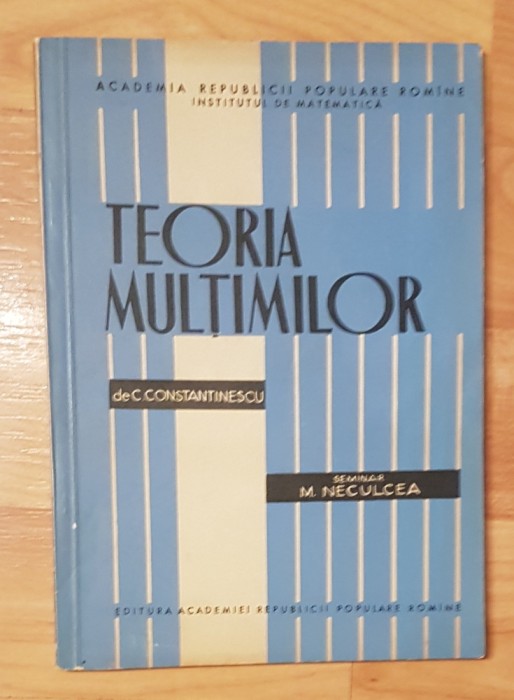 ACADEMIA REPUBLICII POPULARE ROMÎNE
INSTITUTUL DE MATEMATICĂ
TEORIA
MULȚIMILOR
de C. CONSTANTINESCU
SEMINAR
M. NECULCEA
EDITURA ACADEMIEI REPUBLICII POPULARE ROMÎNE